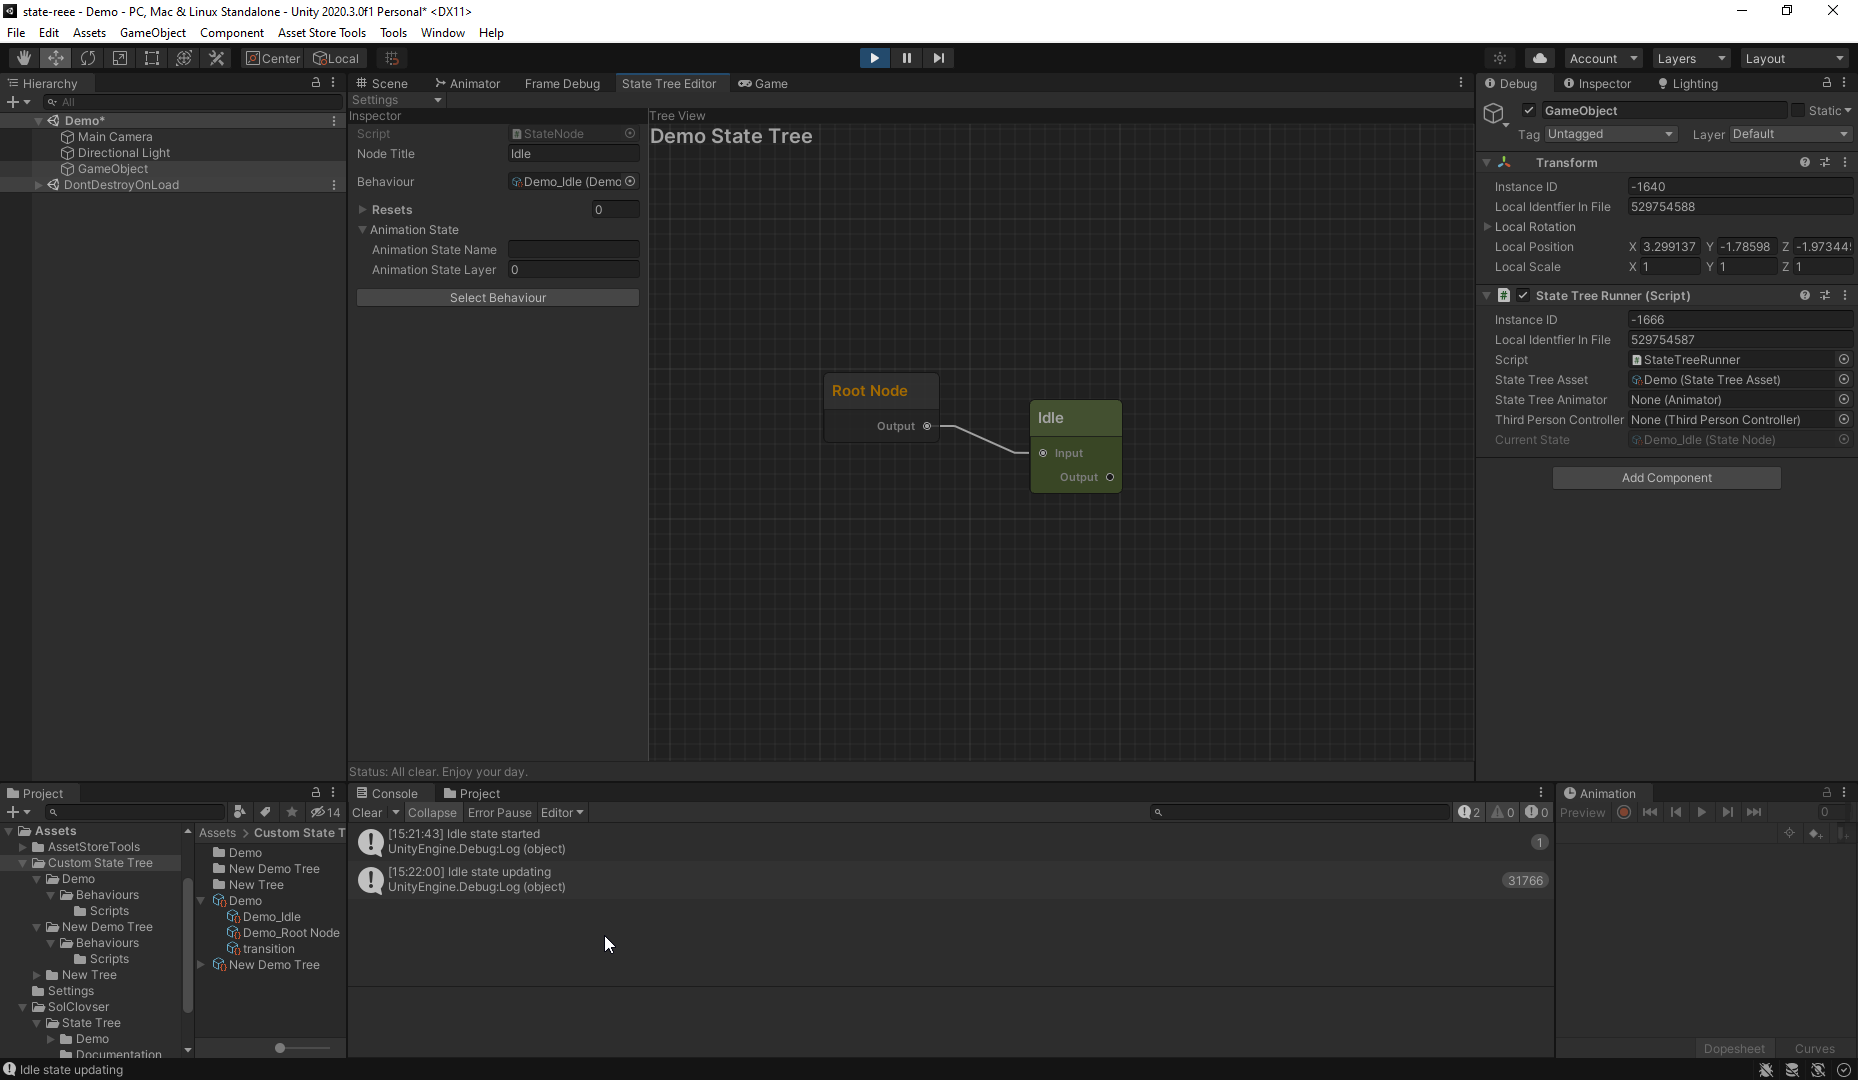 state-reee - Demo - PC, Mac & Linux Standalone - Unity 2020.3.0f1 Personal* <DX11>
File Edit Assets GameObject Component Asset Store Tools Tools Window Help
Center Local Account Layers Layout
Hierarchy
All
Demo*
Main Camera
Directional Light
GameObject
DontDestroyOnLoad
Scene Animator Frame Debug State Tree Editor Game
Settings
Inspector
Script StateNode
Node Title Idle
Behaviour Demo_Idle (Demo
Resets 0
Animation State
Animation State Name
Animation State Layer 0
Select Behaviour
Tree View
Demo State Tree
Root Node
Output
Idle
Input
Output
Status: All clear. Enjoy your day.
Debug Inspector Lighting
GameObject Static
Tag Untagged Layer Default
Transform
Instance ID -1640
Local Identfier In File 529754588
Local Rotation
Local Position X 3.299137 Y -1.78598 Z -1.97344
Local Scale X 1 Y 1 Z 1
State Tree Runner (Script)
Instance ID -1666
Local Identfier In File 529754587
Script StateTreeRunner
State Tree Asset Demo (State Tree Asset)
State Tree Animator None (Animator)
Third Person Controller None (Third Person Controller)
Current State Demo_Idle (State Node)
Add Component
Project
14
Assets
AssetStoreTools
Custom State Tree
Demo
Behaviours
Scripts
New Demo Tree
Behaviours
Scripts
New Tree
Settings
SolClovser
State Tree
Demo
Documentation
Assets > Custom State T
Demo
New Demo Tree
New Tree
Demo
Demo_Idle
Demo_Root Node
transition
New Demo Tree
Console Project
Clear Collapse Error Pause Editor 2 0 0
[15:21:43] Idle state started
UnityEngine.Debug:Log (object)
1
[15:22:00] Idle state updating
UnityEngine.Debug:Log (object)
31766
Animation
Preview 0
Dopesheet Curves
Idle state updating